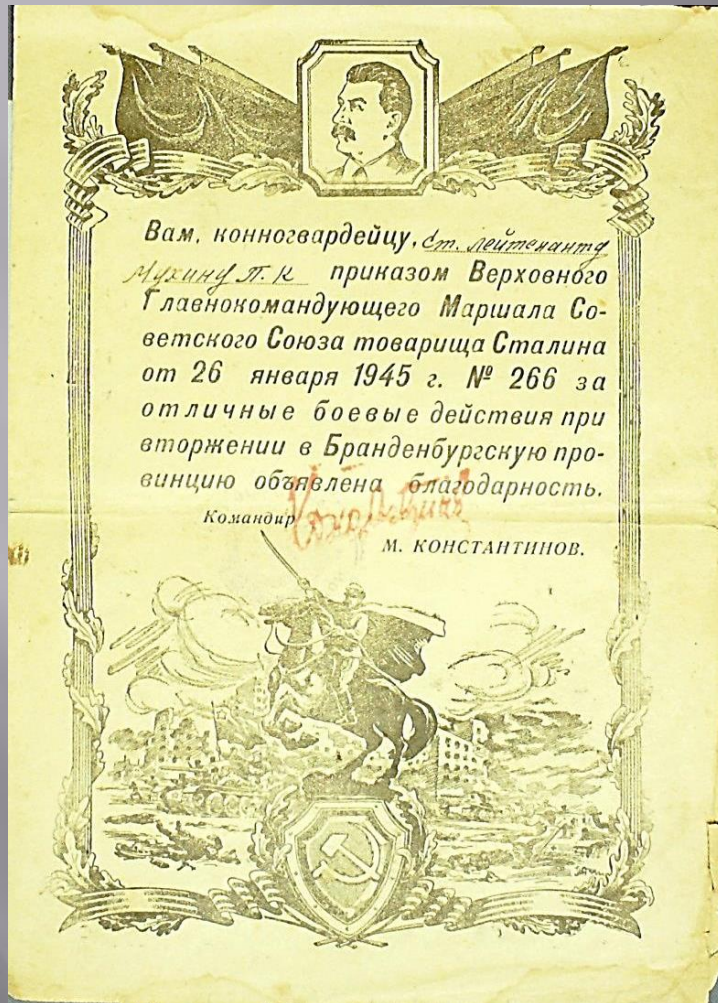 Вам, конногвардейцу, ст. лейтенанту
Мухину П. К приказом Верховного
Главнокомандующего Маршала Со-
ветского Союза товарища Сталина
от 26 января 1945 г. № 266 за
отличные боевые действия при
вторжении в Бранденбургскую про-
винцию объявлена благодарность.
Командир
М. КОНСТАНТИНОВ.